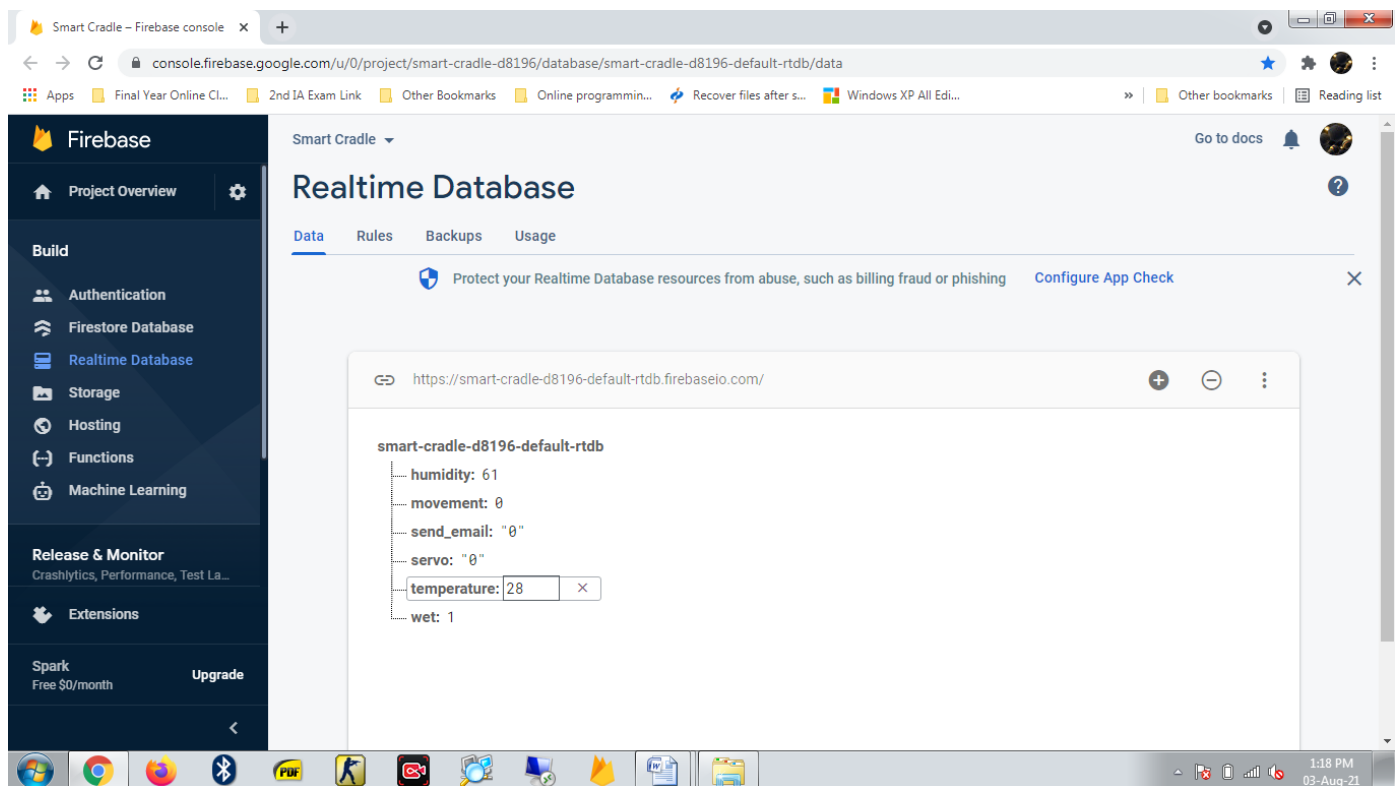 Smart Cradle – Firebase console
console.firebase.google.com/u/0/project/smart-cradle-d8196/database/smart-cradle-d8196-default-rtdb/data
Apps Final Year Online Cl... 2nd IA Exam Link Other Bookmarks Online programmin... Recover files after s... Windows XP All Edi... » Other bookmarks Reading list
Firebase
Project Overview
Build
Authentication
Firestore Database
Realtime Database
Storage
Hosting
Functions
Machine Learning
Release & Monitor
Crashlytics, Performance, Test La...
Extensions
Spark
Free $0/month
Upgrade
Smart Cradle
Go to docs
Realtime Database
Data Rules Backups Usage
Protect your Realtime Database resources from abuse, such as billing fraud or phishing Configure App Check
https://smart-cradle-d8196-default-rtdb.firebaseio.com/
smart-cradle-d8196-default-rtdb
humidity: 61
movement: 0
send_email: "0"
servo: "0"
temperature: 28
wet: 1
PDF
1:18 PM
03-Aug-21